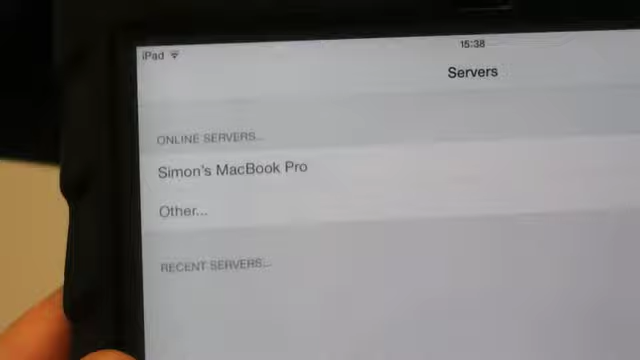 iPad 15:38
Servers
ONLINE SERVERS...
Simon's MacBook Pro
Other...
RECENT SERVERS...